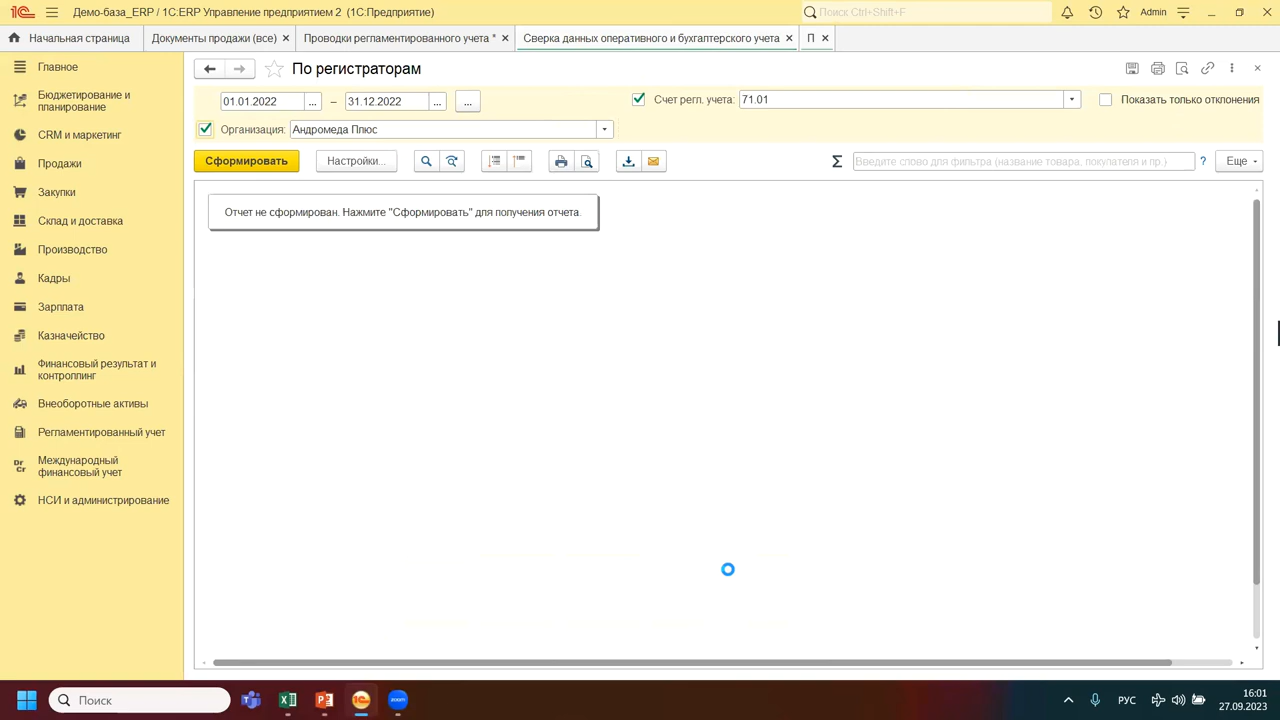 Демо-база_ERP / 1С:ERP Управление предприятием 2 (1С:Предприятие)
Поиск Ctrl+Shift+F
Admin
Начальная страница
Документы продажи (все) ×
Проводки регламентированного учета * ×
Сверка данных оперативного и бухгалтерского учета ×
П ×
Главное
Бюджетирование и
планирование
CRM и маркетинг
Продажи
Закупки
Склад и доставка
Производство
Кадры
Зарплата
Казначейство
Финансовый результат и
контроллинг
Внеоборотные активы
Регламентированный учет
Международный
финансовый учет
НСИ и администрирование
По регистраторам
01.01.2022 ... – 31.12.2022 ... ...
Счет регл. учета: 71.01
Показать только отклонения
Организация: Андромеда Плюс
Сформировать
Настройки...
Σ
Введите слово для фильтра (название товара, покупателя и пр.)
?
Еще
Отчет не сформирован. Нажмите "Сформировать" для получения отчета.
Поиск
РУС
16:01
27.09.2023